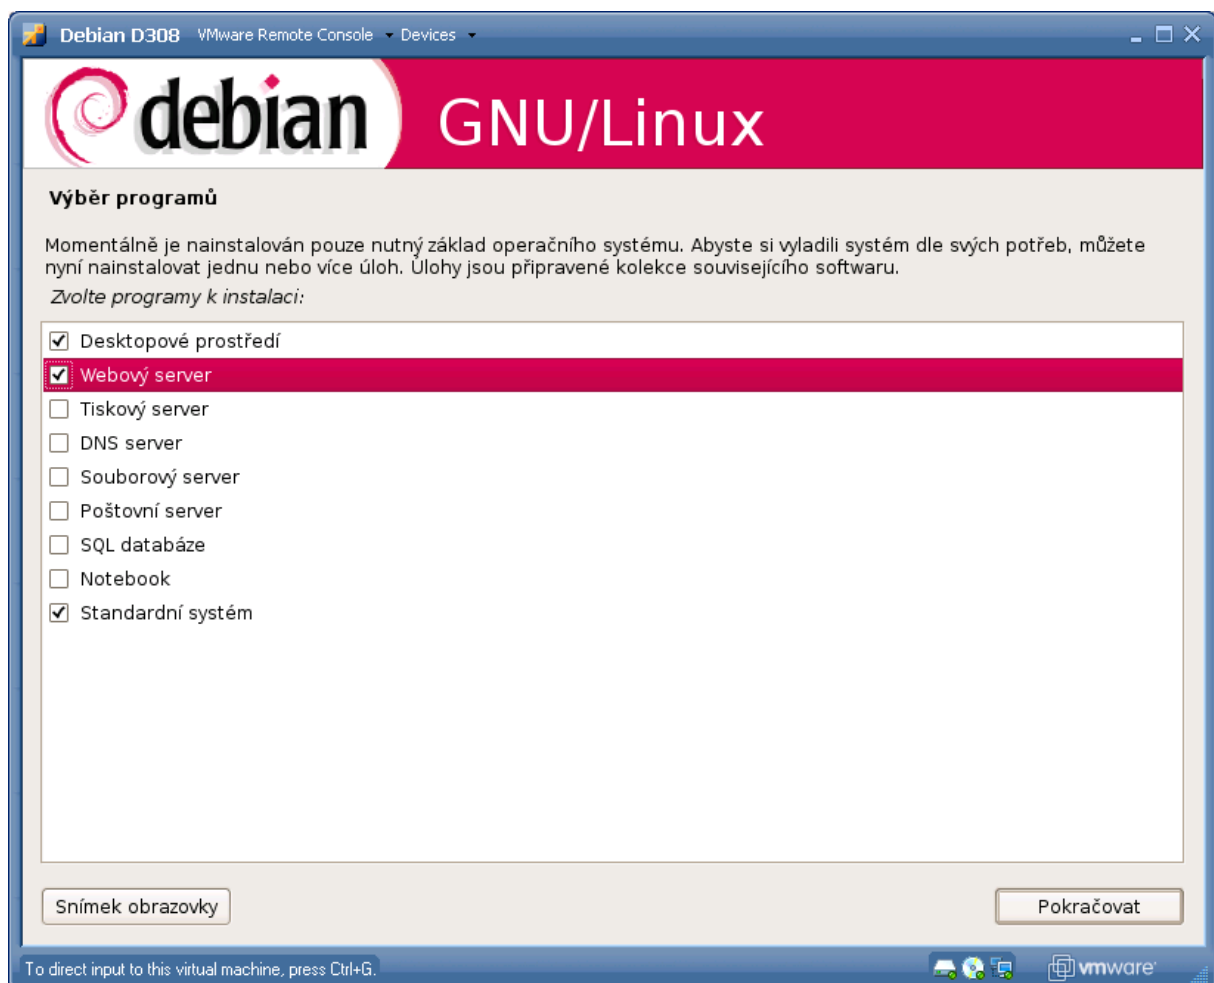 Debian D308 VMware Remote Console Devices
debian GNU/Linux
Výběr programů
Momentálně je nainstalován pouze nutný základ operačního systému. Abyste si vyladili systém dle svých potřeb, můžete
nyní nainstalovat jednu nebo více úloh. Úlohy jsou připravené kolekce souvisejícího softwaru.
Zvolte programy k instalaci:
Desktopové prostředí
Webový server
Tiskový server
DNS server
Souborový server
Poštovní server
SQL databáze
Notebook
Standardní systém
Snímek obrazovky Pokračovat
To direct input to this virtual machine, press Ctrl+G. vmware